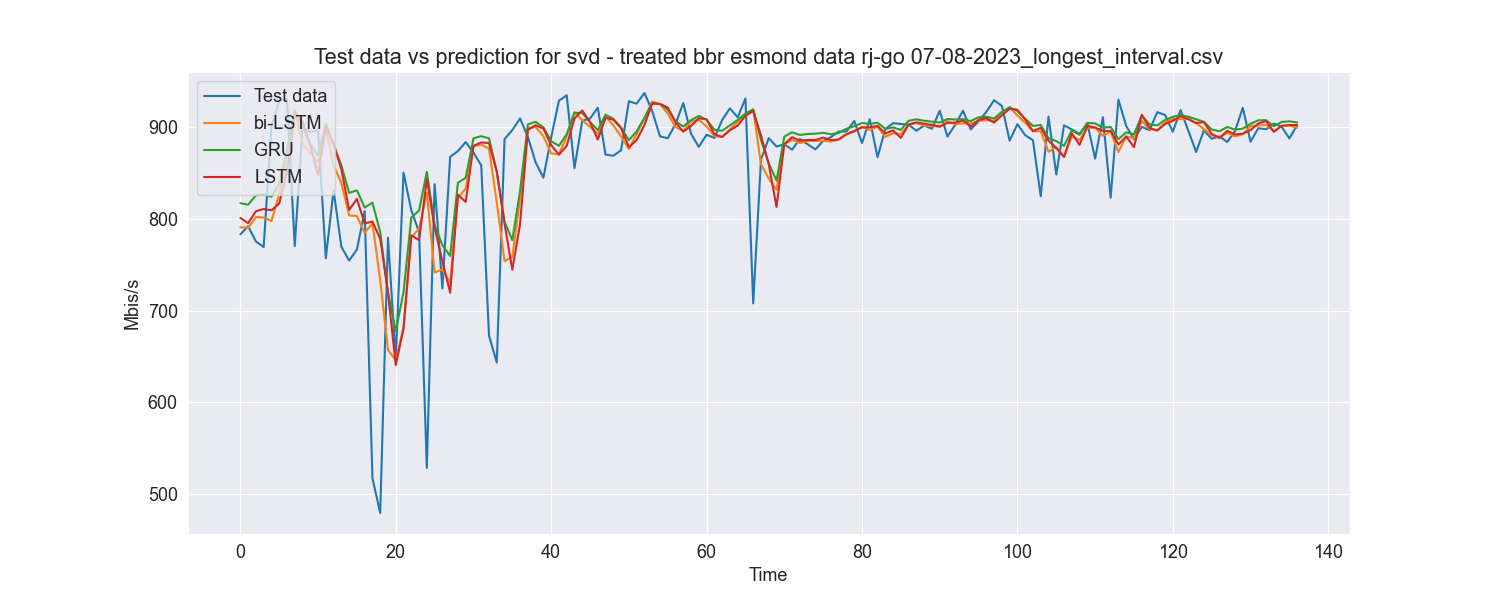 Test data vs prediction for svd - treated bbr esmond data rj-go 07-08-2023_longest_interval.csv
Test data
bi-LSTM
GRU
LSTM
900
800
700
600
500
Mbis/s
0 20 40 60 80 100 120 140
Time